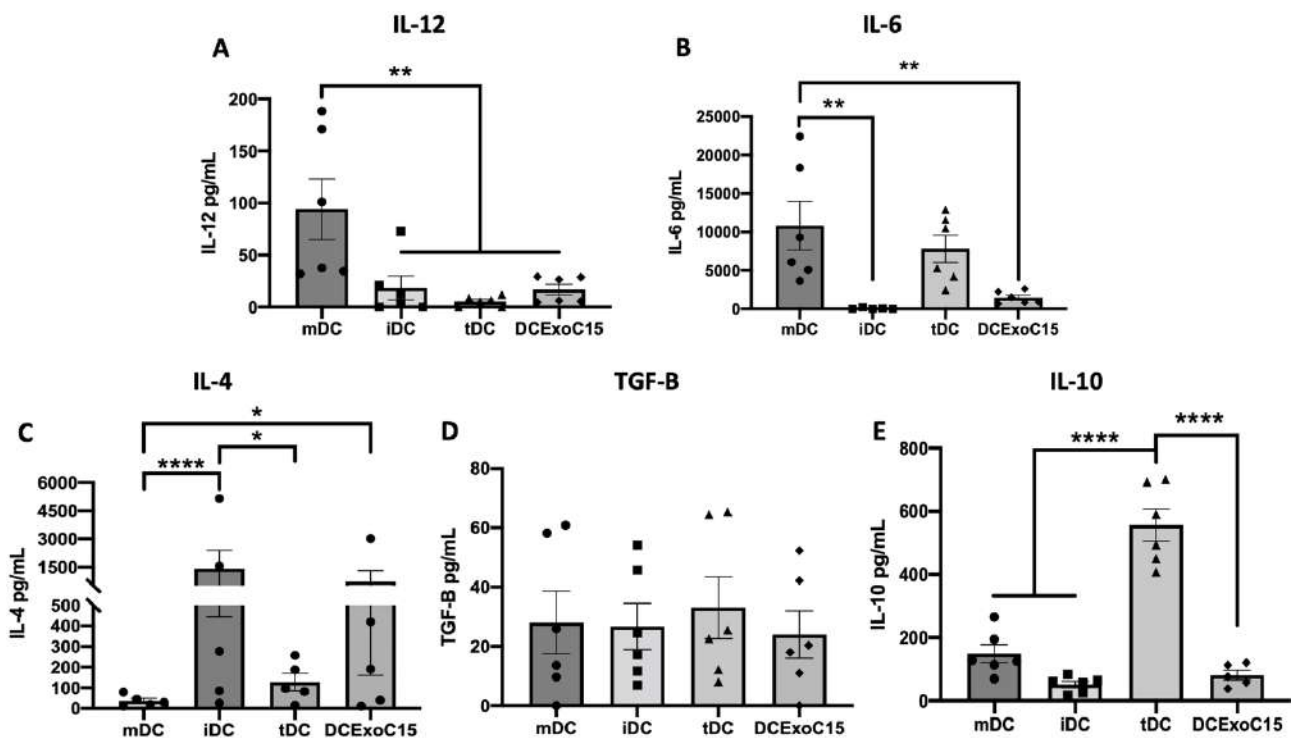 IL-12
A
**
IL-12 pg/mL
200
150
100
50
0
mDC iDC tDC DCExoC15
IL-6
B
**
**
IL-6 pg/mL
25000
20000
15000
10000
5000
0
mDC iDC tDC DCExoC15
IL-4
C
*
*
****
IL-4 pg/mL
6000
4500
3000
1500
500
400
300
200
100
0
mDC iDC tDC DCExoC15
TGF-B
D
TGF-B pg/mL
80
60
40
20
0
mDC iDC tDC DCExoC15
IL-10
E
****
****
IL-10 pg/mL
800
600
400
200
0
mDC iDC tDC DCExoC15